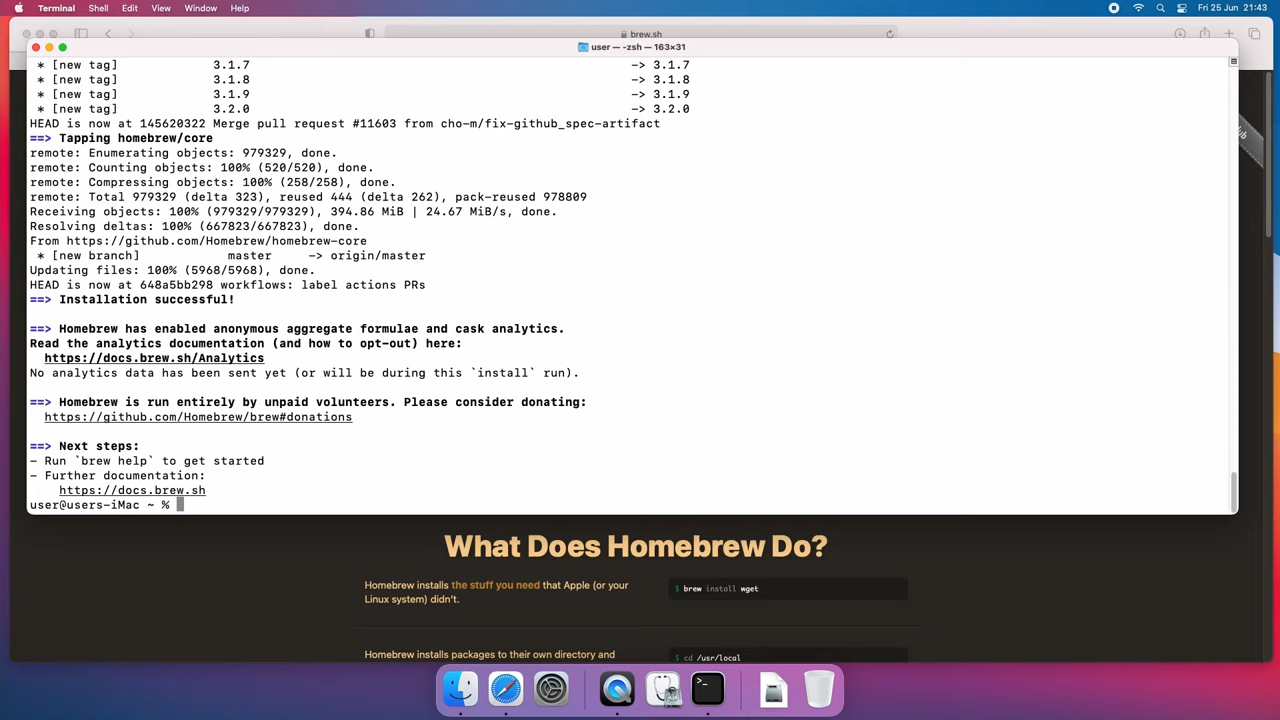 Terminal Shell Edit View Window Help Fri 25 Jun 21:43
brew.sh
user — -zsh — 163×31
* [new tag] 3.1.7 -> 3.1.7
* [new tag] 3.1.8 -> 3.1.8
* [new tag] 3.1.9 -> 3.1.9
* [new tag] 3.2.0 -> 3.2.0
HEAD is now at 145620322 Merge pull request #11603 from cho-m/fix-github_spec-artifact
==> Tapping homebrew/core
remote: Enumerating objects: 979329, done.
remote: Counting objects: 100% (520/520), done.
remote: Compressing objects: 100% (258/258), done.
remote: Total 979329 (delta 323), reused 444 (delta 262), pack-reused 978809
Receiving objects: 100% (979329/979329), 394.86 MiB | 24.67 MiB/s, done.
Resolving deltas: 100% (667823/667823), done.
From https://github.com/Homebrew/homebrew-core
* [new branch] master -> origin/master
Updating files: 100% (5968/5968), done.
HEAD is now at 648a5bb298 workflows: label actions PRs
==> Installation successful!
==> Homebrew has enabled anonymous aggregate formulae and cask analytics.
Read the analytics documentation (and how to opt-out) here:
https://docs.brew.sh/Analytics
No analytics data has been sent yet (or will be during this `install` run).
==> Homebrew is run entirely by unpaid volunteers. Please consider donating:
https://github.com/Homebrew/brew#donations
==> Next steps:
- Run `brew help` to get started
- Further documentation:
https://docs.brew.sh
user@users-iMac ~ %
What Does Homebrew Do?
Homebrew installs the stuff you need that Apple (or your
Linux system) didn't.
$ brew install wget
Homebrew installs packages to their own directory and
$ cd /usr/local